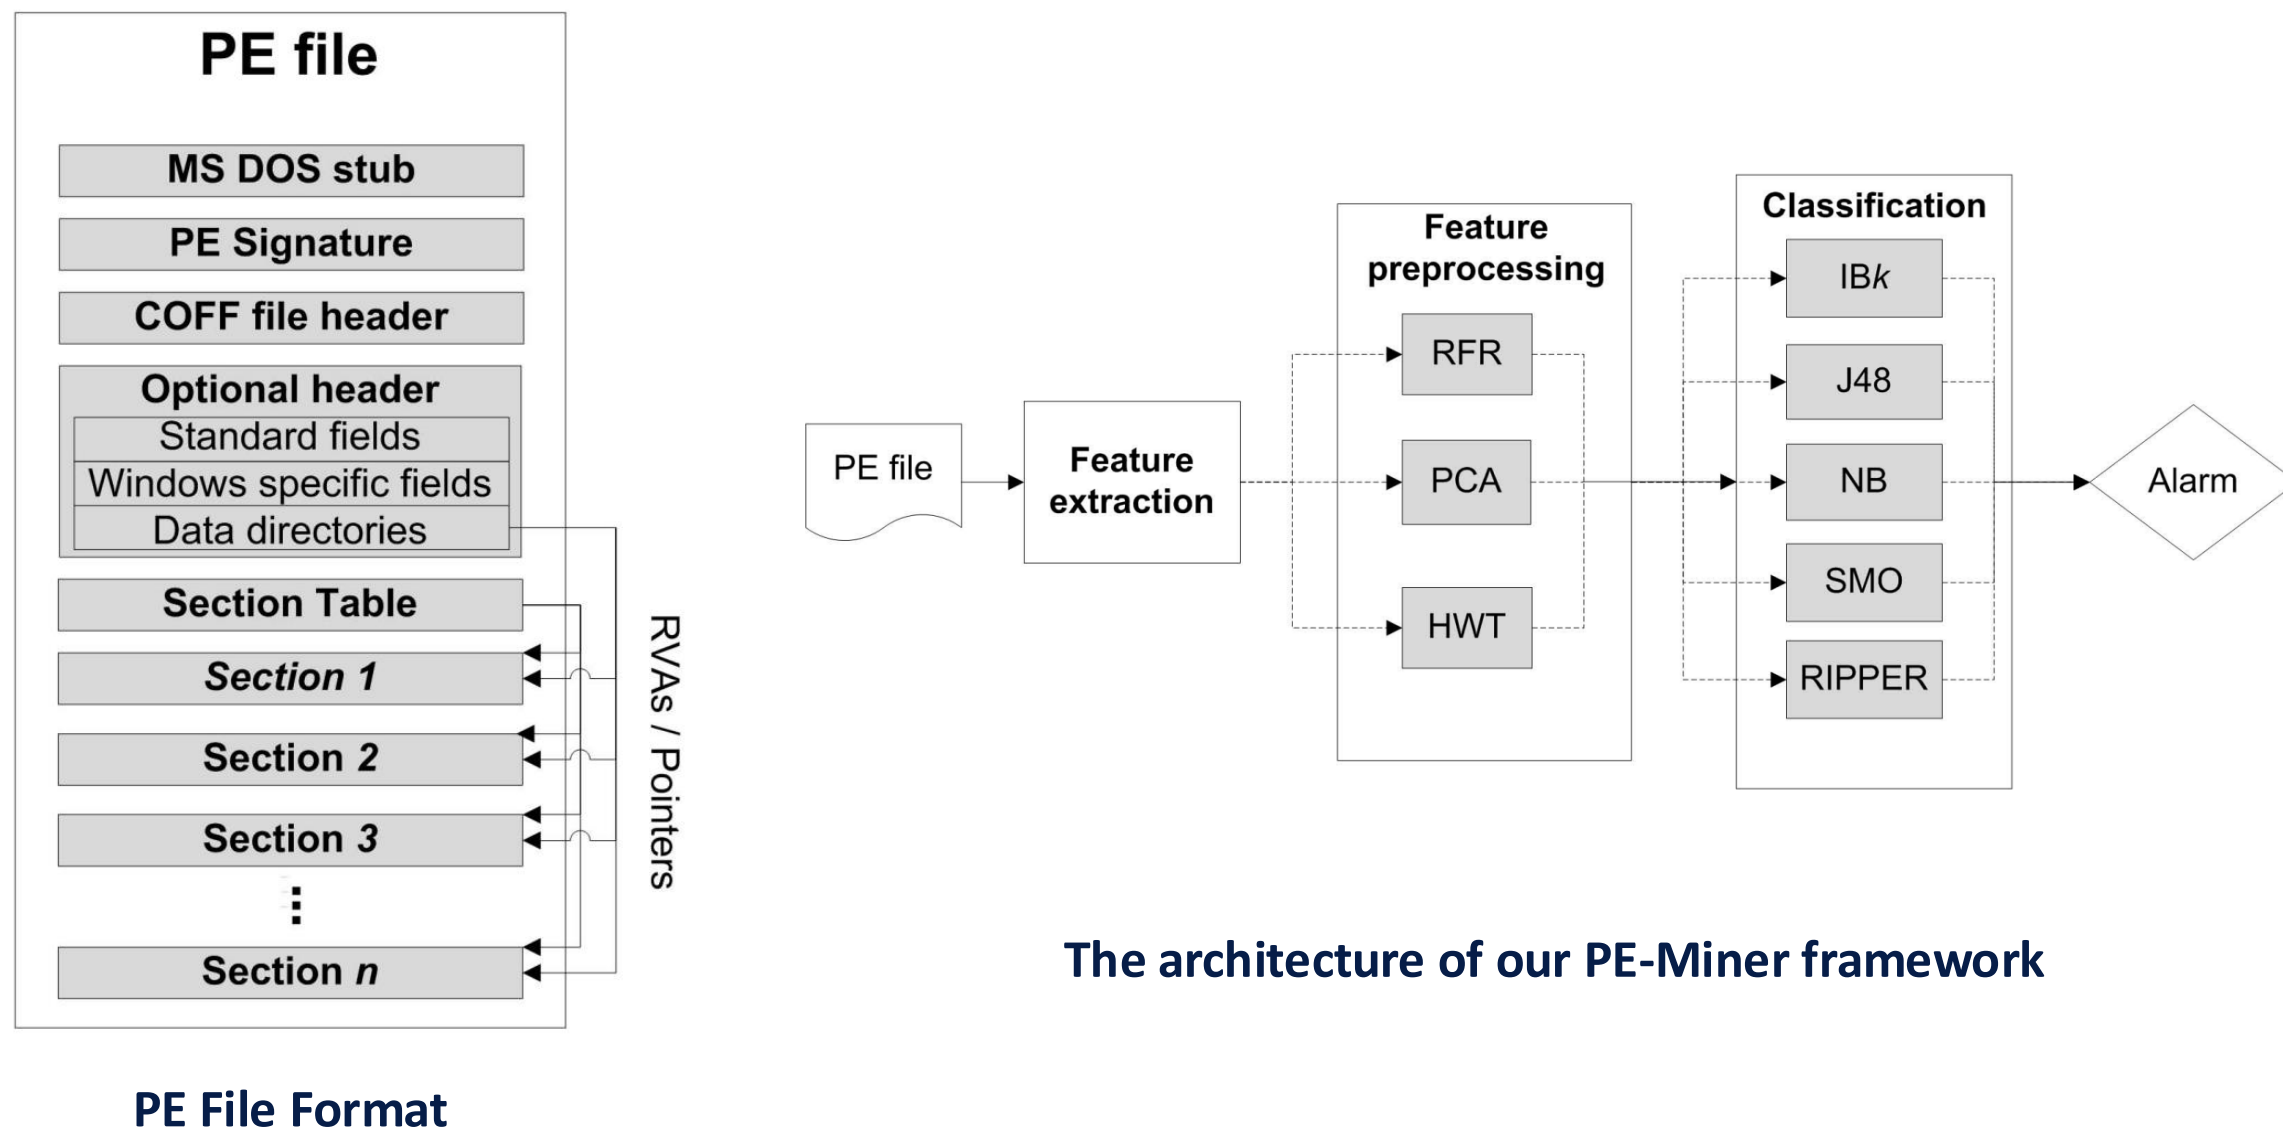 PE file
MS DOS stub
PE Signature
COFF file header
Optional header
Standard fields
Windows specific fields
Data directories
Section Table
Section 1
Section 2
Section 3
Section n
RVAs / Pointers
PE File Format
PE file
Feature
extraction
Feature
preprocessing
RFR
PCA
HWT
Classification
IBk
J48
NB
SMO
RIPPER
Alarm
The architecture of our PE-Miner framework